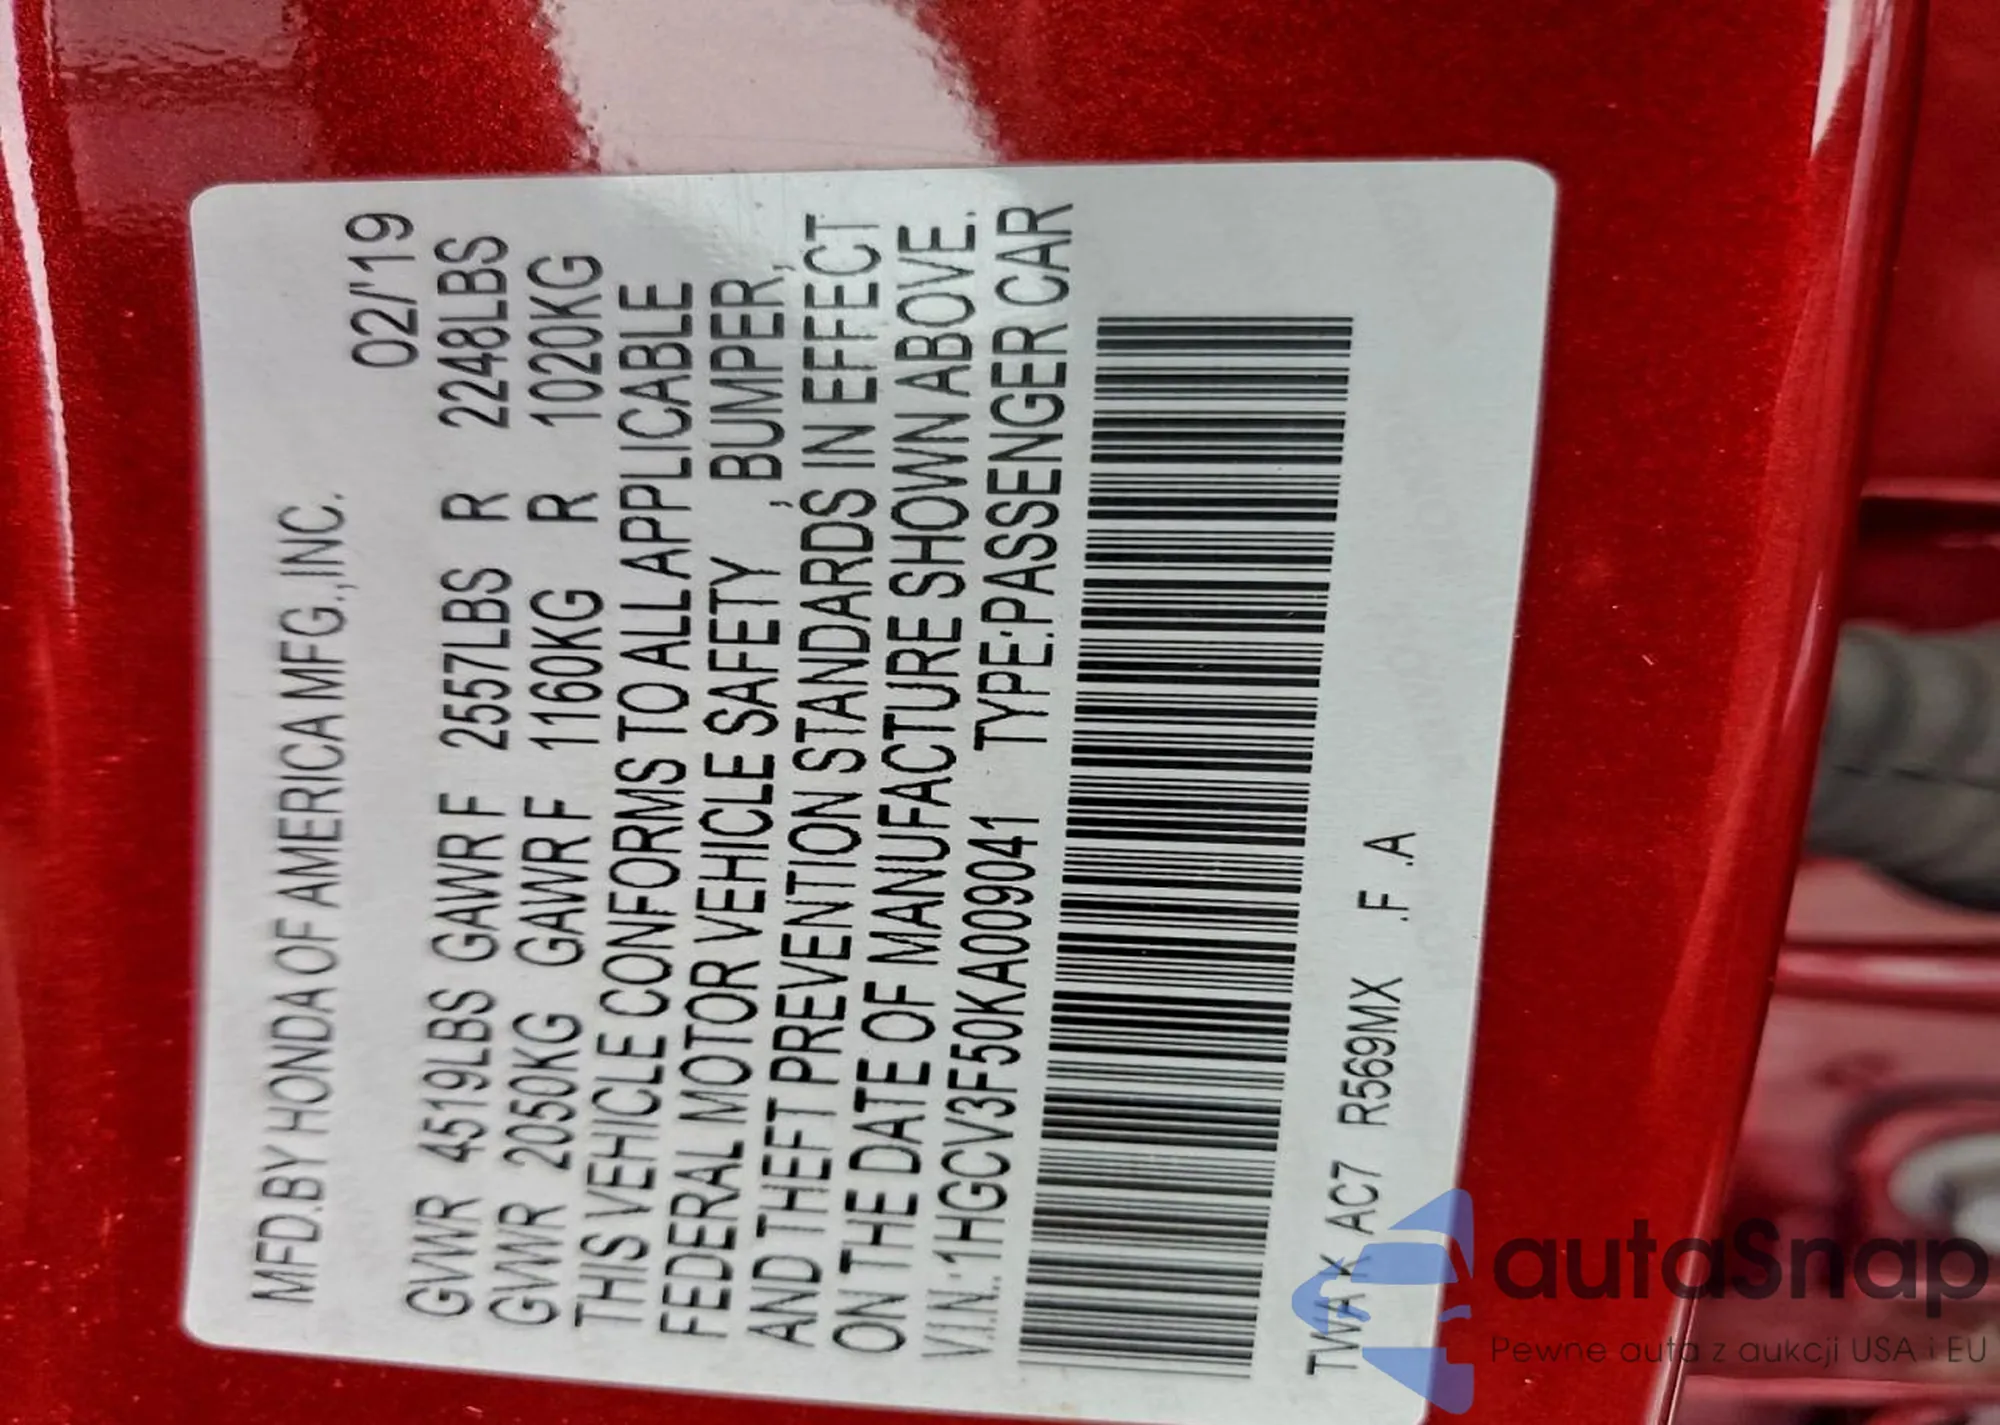 MFD.BY HONDA OF AMERICA MFG.,INC.
02/'19
GVWR 4519LBS GAWR F 2557LBS R 2248LBS
GVWR 2050KG GAWR F 1160KG R 1020KG
THIS VEHICLE CONFORMS TO ALL APPLICABLE
FEDERAL MOTOR VEHICLE SAFETY , BUMPER,
AND THEFT PREVENTION STANDARDS IN EFFECT
ON THE DATE OF MANUFACTURE SHOWN ABOVE.
V.I.N.:1HGCV3F50KA009041 TYPE:PASSENGER CAR
TWAK AC7 R569MX .F .A
autaSnap
Pewne auta z aukcji USA i EU